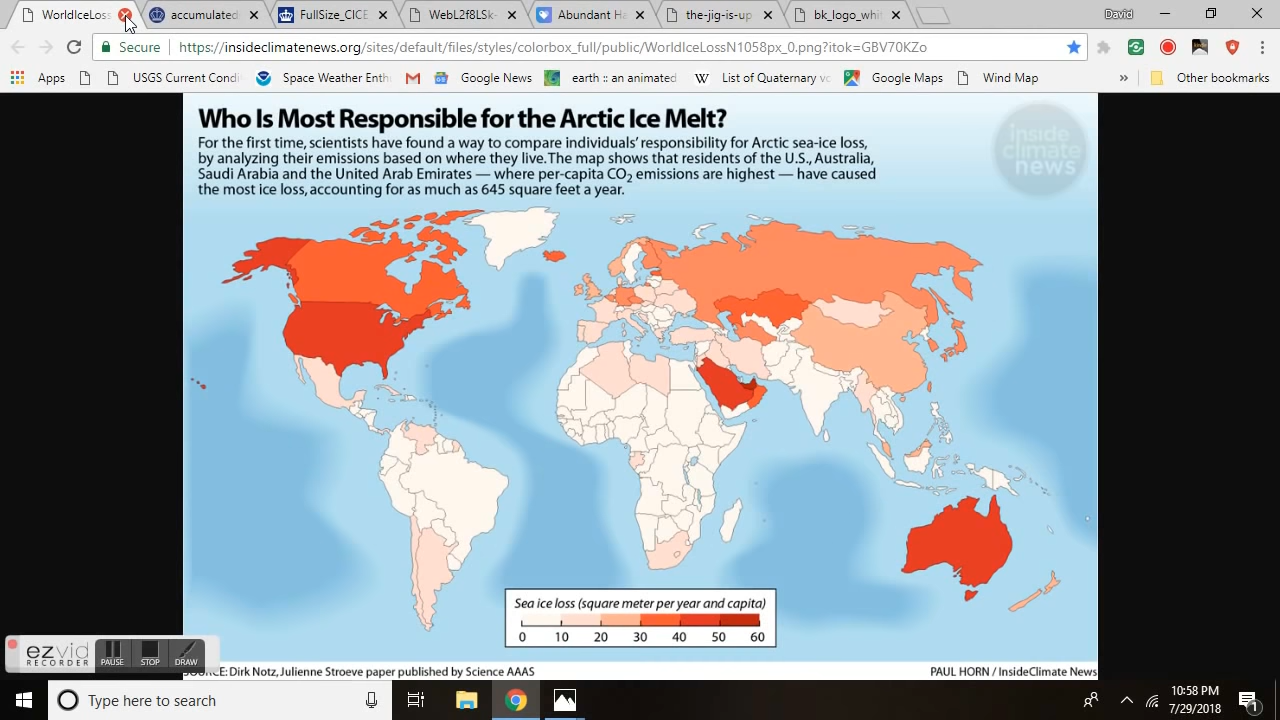 WorldIceLoss
accumulated
FullSize_CICE
WebL2f8LSk-
Abundant Ha
the-jig-is-up
bk_logo_whi
David
Secure
https://insideclimatenews.org/sites/default/files/styles/colorbox_full/public/WorldIceLossN1058px_0.png?itok=GBV70KZo
Apps
USGS Current Condi
Space Weather Enth
Google News
earth :: an animated
W
List of Quaternary vo
Google Maps
Wind Map
»
Other bookmarks
Who Is Most Responsible for the Arctic Ice Melt?
For the first time, scientists have found a way to compare individuals' responsibility for Arctic sea-ice loss,
by analyzing their emissions based on where they live.The map shows that residents of the U.S., Australia,
Saudi Arabia and the United Arab Emirates — where per-capita CO2 emissions are highest — have caused
the most ice loss, accounting for as much as 645 square feet a year.
inside
climate
news
Sea ice loss (square meter per year and capita)
0 10 20 30 40 50 60
ezvid
RECORDER
PAUSE STOP DRAW
SOURCE: Dirk Notz, Julienne Stroeve paper published by Science AAAS
PAUL HORN / InsideClimate News
Type here to search
10:58 PM
7/29/2018
1